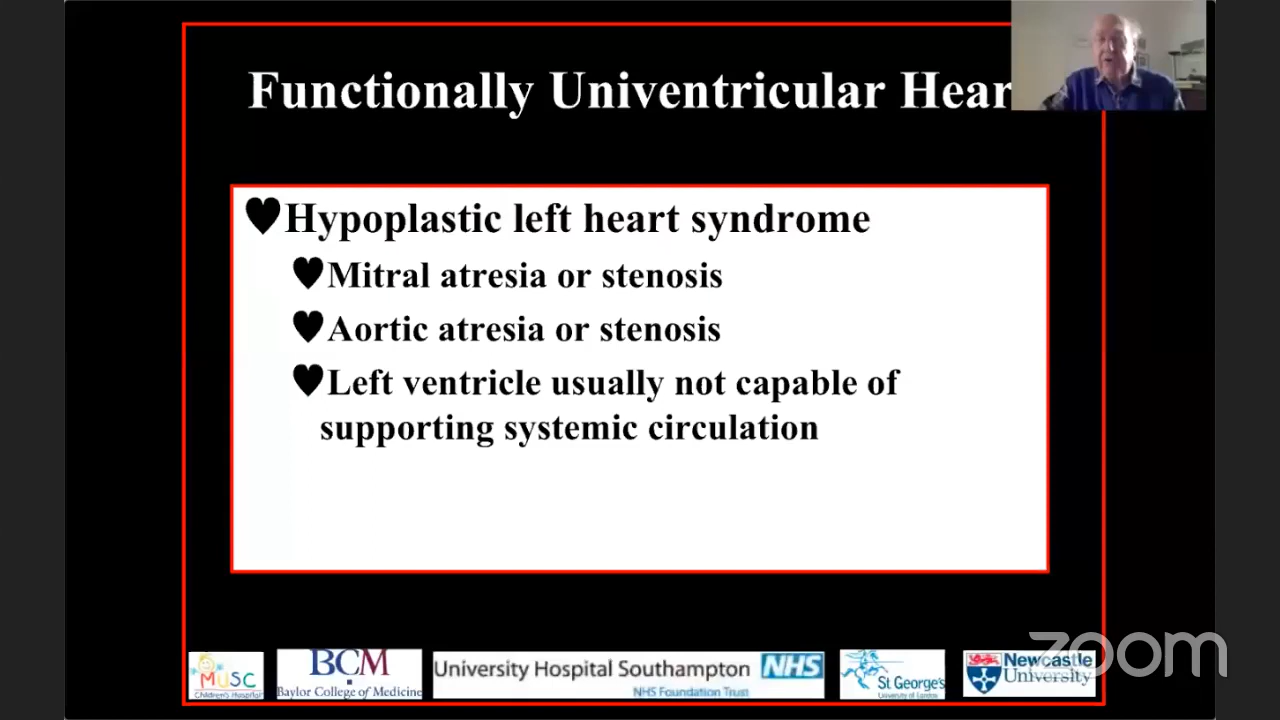 Functionally Univentricular Hear
Hypoplastic left heart syndrome
Mitral atresia or stenosis
Aortic atresia or stenosis
Left ventricle usually not capable of
supporting systemic circulation
MUSC
Children's Hospital
BCM
Baylor College of Medicine
University Hospital Southampton NHS
NHS Foundation Trust
St George's
University of London
Newcastle
University
zoom